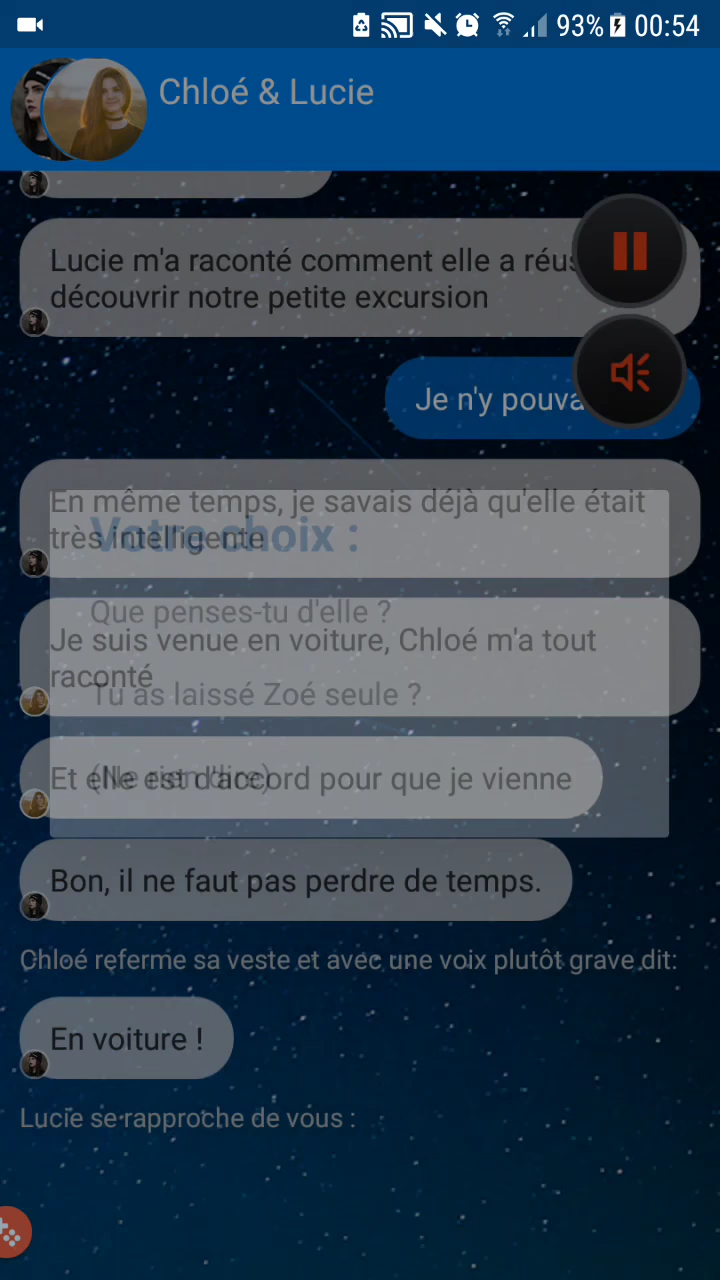 93% 00:54
Chloé & Lucie
Lucie m'a raconté comment elle a
découvrir notre petite excursion
Je n'y
En même temps, je savais déjà qu'elle était
très intelligente
Votre choix :
Que penses-tu d'elle ?
Je suis venue en voiture, Chloé m'a tout
raconté
Tu as laissé Zoé seule ?
Et elle est d'accord pour que je vienne
(Ne rien dire)
Bon, il ne faut pas perdre de temps.
Chloé referme sa veste et avec une voix plutôt grave dit:
En voiture !
Lucie se rapproche de vous :